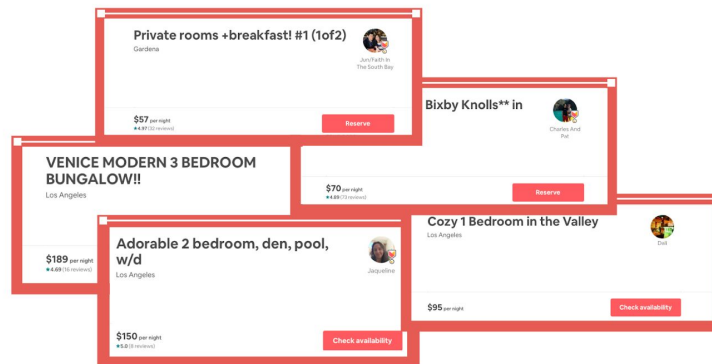 Private rooms +breakfast! #1 (1of2)
Gardena
Jon/Faith In
The South Bay
$57 per night
★4.97 (32 reviews)
Reserve
Bixby Knolls** in
Charles And
Pat
$70 per night
★4.89 (73 reviews)
Reserve
VENICE MODERN 3 BEDROOM
BUNGALOW!!
Los Angeles
$189 per night
★4.69 (16 reviews)
Cozy 1 Bedroom in the Valley
Los Angeles
Deli
$95 per night
Check availability
Adorable 2 bedroom, den, pool,
w/d
Los Angeles
Jaqueline
$150 per night
★5.0 (8 reviews)
Check availability